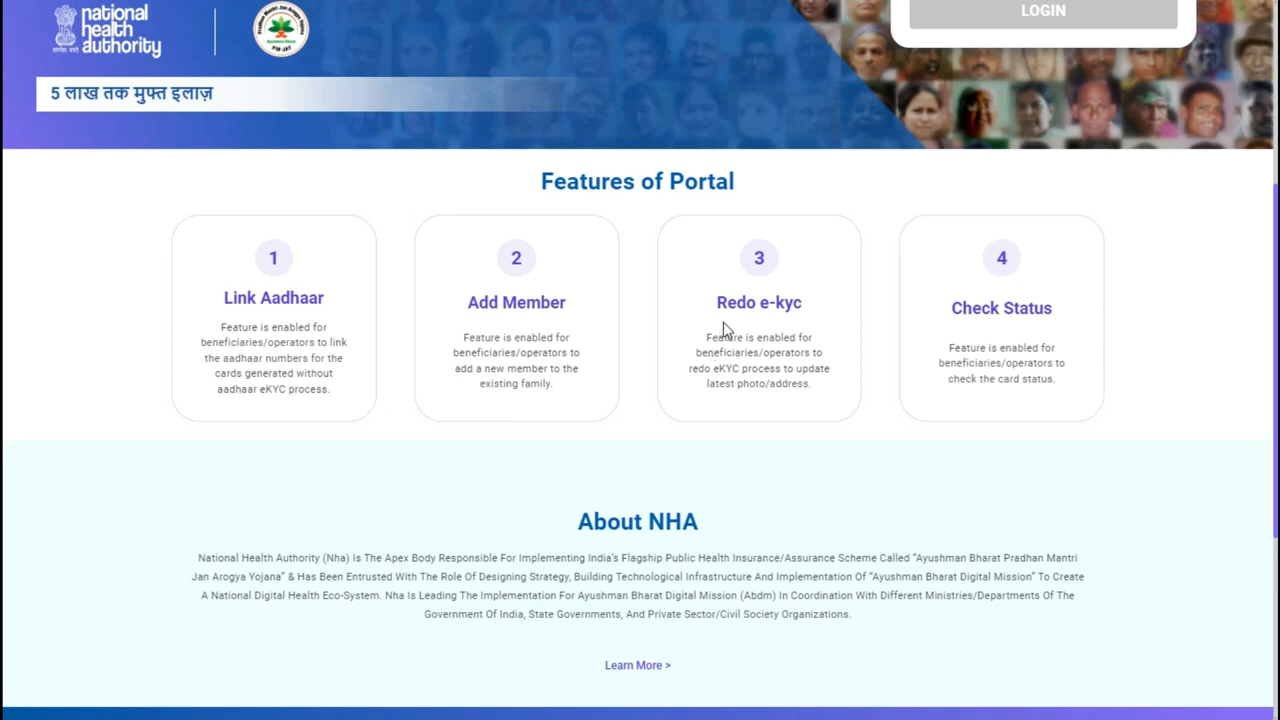 national
health
authority
LOGIN
PM-JAY
5 लाख तक मुफ्त इलाज़
Features of Portal
1
Link Aadhaar
Feature is enabled for
beneficiaries/operators to link
the aadhaar numbers for the
cards generated without
aadhaar eKYC process.
2
Add Member
Feature is enabled for
beneficiaries/operators to
add a new member to the
existing family.
3
Redo e-kyc
Feature is enabled for
beneficiaries/operators to
redo eKYC process to update
latest photo/address.
4
Check Status
Feature is enabled for
beneficiaries/operators to
check the card status.
About NHA
National Health Authority (Nha) Is The Apex Body Responsible For Implementing India's Flagship Public Health Insurance/Assurance Scheme Called “Ayushman Bharat Pradhan Mantri
Jan Arogya Yojana” & Has Been Entrusted With The Role Of Designing Strategy, Building Technological Infrastructure And Implementation Of “Ayushman Bharat Digital Mission” To Create
A National Digital Health Eco-System. Nha Is Leading The Implementation For Ayushman Bharat Digital Mission (Abdm) In Coordination With Different Ministries/Departments Of The
Government Of India, State Governments, And Private Sector/Civil Society Organizations.
Learn More >